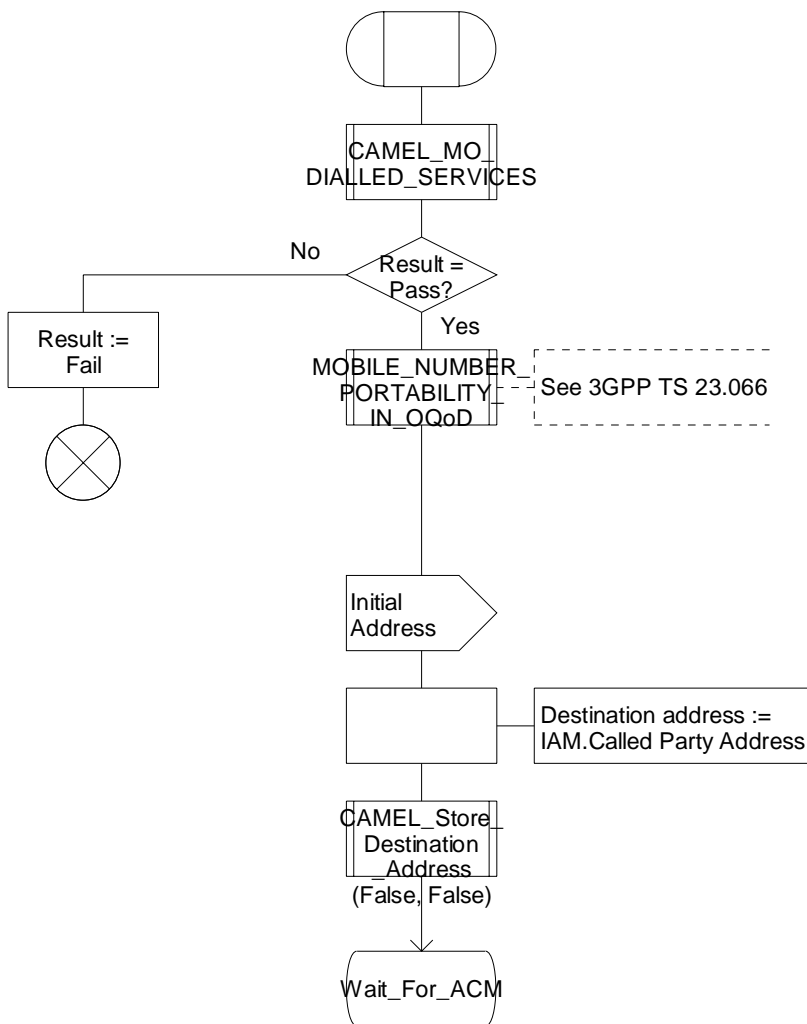 CAMEL_MO_
DIALLED_SERVICES
No
Result =
Pass?
Yes
Result :=
Fail
MOBILE_NUMBER_
PORTABILITY_
IN_OQoD
See 3GPP TS 23.066
Initial
Address
Destination address :=
IAM.Called Party Address
CAMEL_Store_
Destination
_Address
(False, False)
Wait_For_ACM